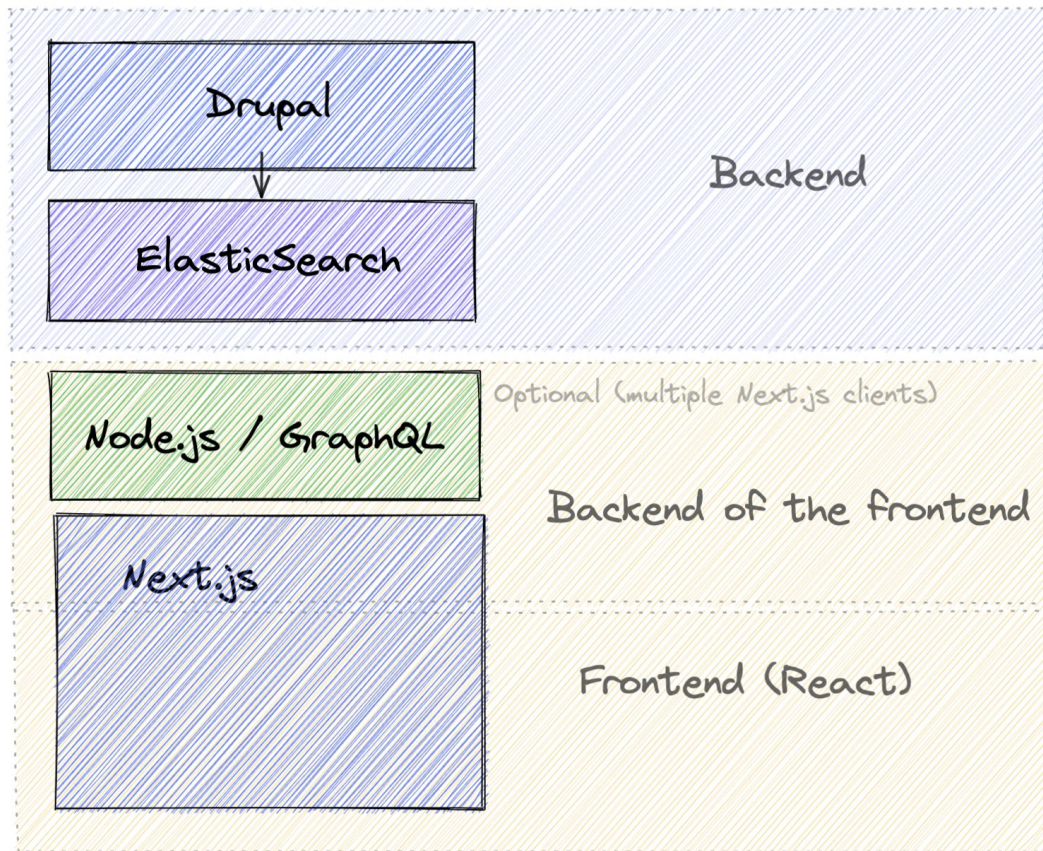 Drupal
Backend
ElasticSearch
Optional (multiple Next.js clients)
Node.js / GraphQL
Backend of the frontend
Next.js
Frontend (React)